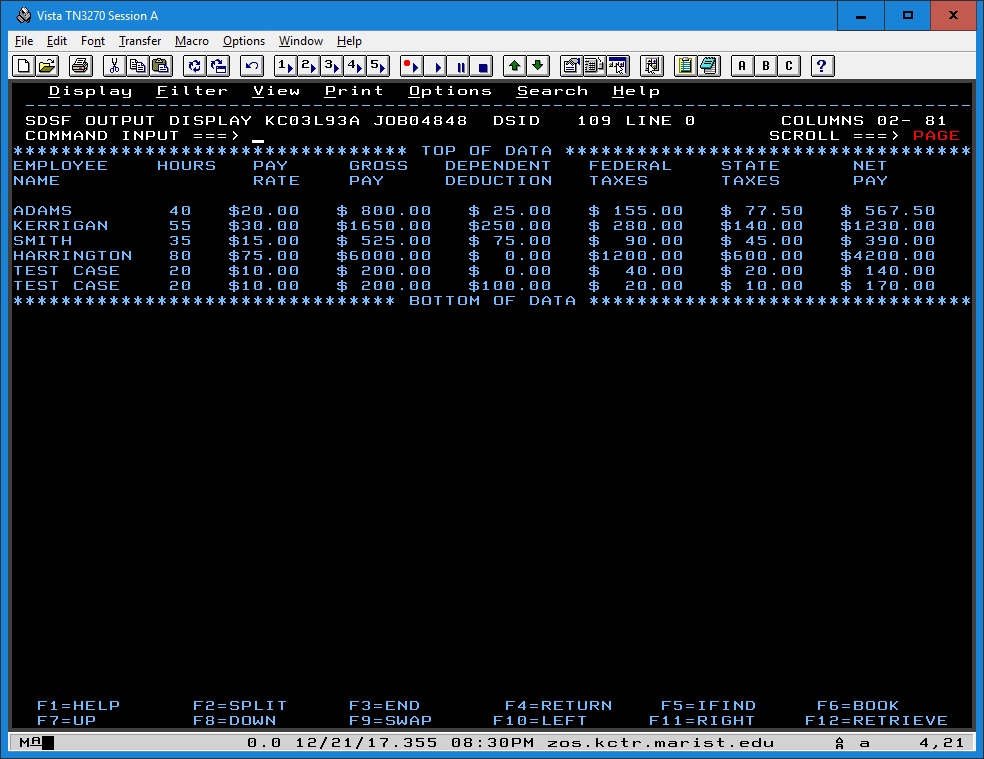 Vista TN3270 Session A
File Edit Font Transfer Macro Options Window Help
1 2 3 4 5 A B C ?
Display Filter View Print Options Search Help
--------------------------------------------------------------------------------
SDSF OUTPUT DISPLAY KC03L93A JOB04848 DSID 109 LINE 0 COLUMNS 02- 81
COMMAND INPUT ===> _ SCROLL ===> PAGE
********************************* TOP OF DATA **********************************
EMPLOYEE HOURS PAY GROSS DEPENDENT FEDERAL STATE NET
NAME RATE PAY DEDUCTION TAXES TAXES PAY
ADAMS 40 $20.00 $ 800.00 $ 25.00 $ 155.00 $ 77.50 $ 567.50
KERRIGAN 55 $30.00 $1650.00 $250.00 $ 280.00 $140.00 $1230.00
SMITH 35 $15.00 $ 525.00 $ 75.00 $ 90.00 $ 45.00 $ 390.00
HARRINGTON 80 $75.00 $6000.00 $ 0.00 $1200.00 $600.00 $4200.00
TEST CASE 20 $10.00 $ 200.00 $ 0.00 $ 40.00 $ 20.00 $ 140.00
TEST CASE 20 $10.00 $ 200.00 $100.00 $ 20.00 $ 10.00 $ 170.00
******************************** BOTTOM OF DATA ********************************
F1=HELP F2=SPLIT F3=END F4=RETURN F5=IFIND F6=BOOK
F7=UP F8=DOWN F9=SWAP F10=LEFT F11=RIGHT F12=RETRIEVE
MA 0.0 12/21/17.355 08:30PM zos.kctr.marist.edu a 4,21